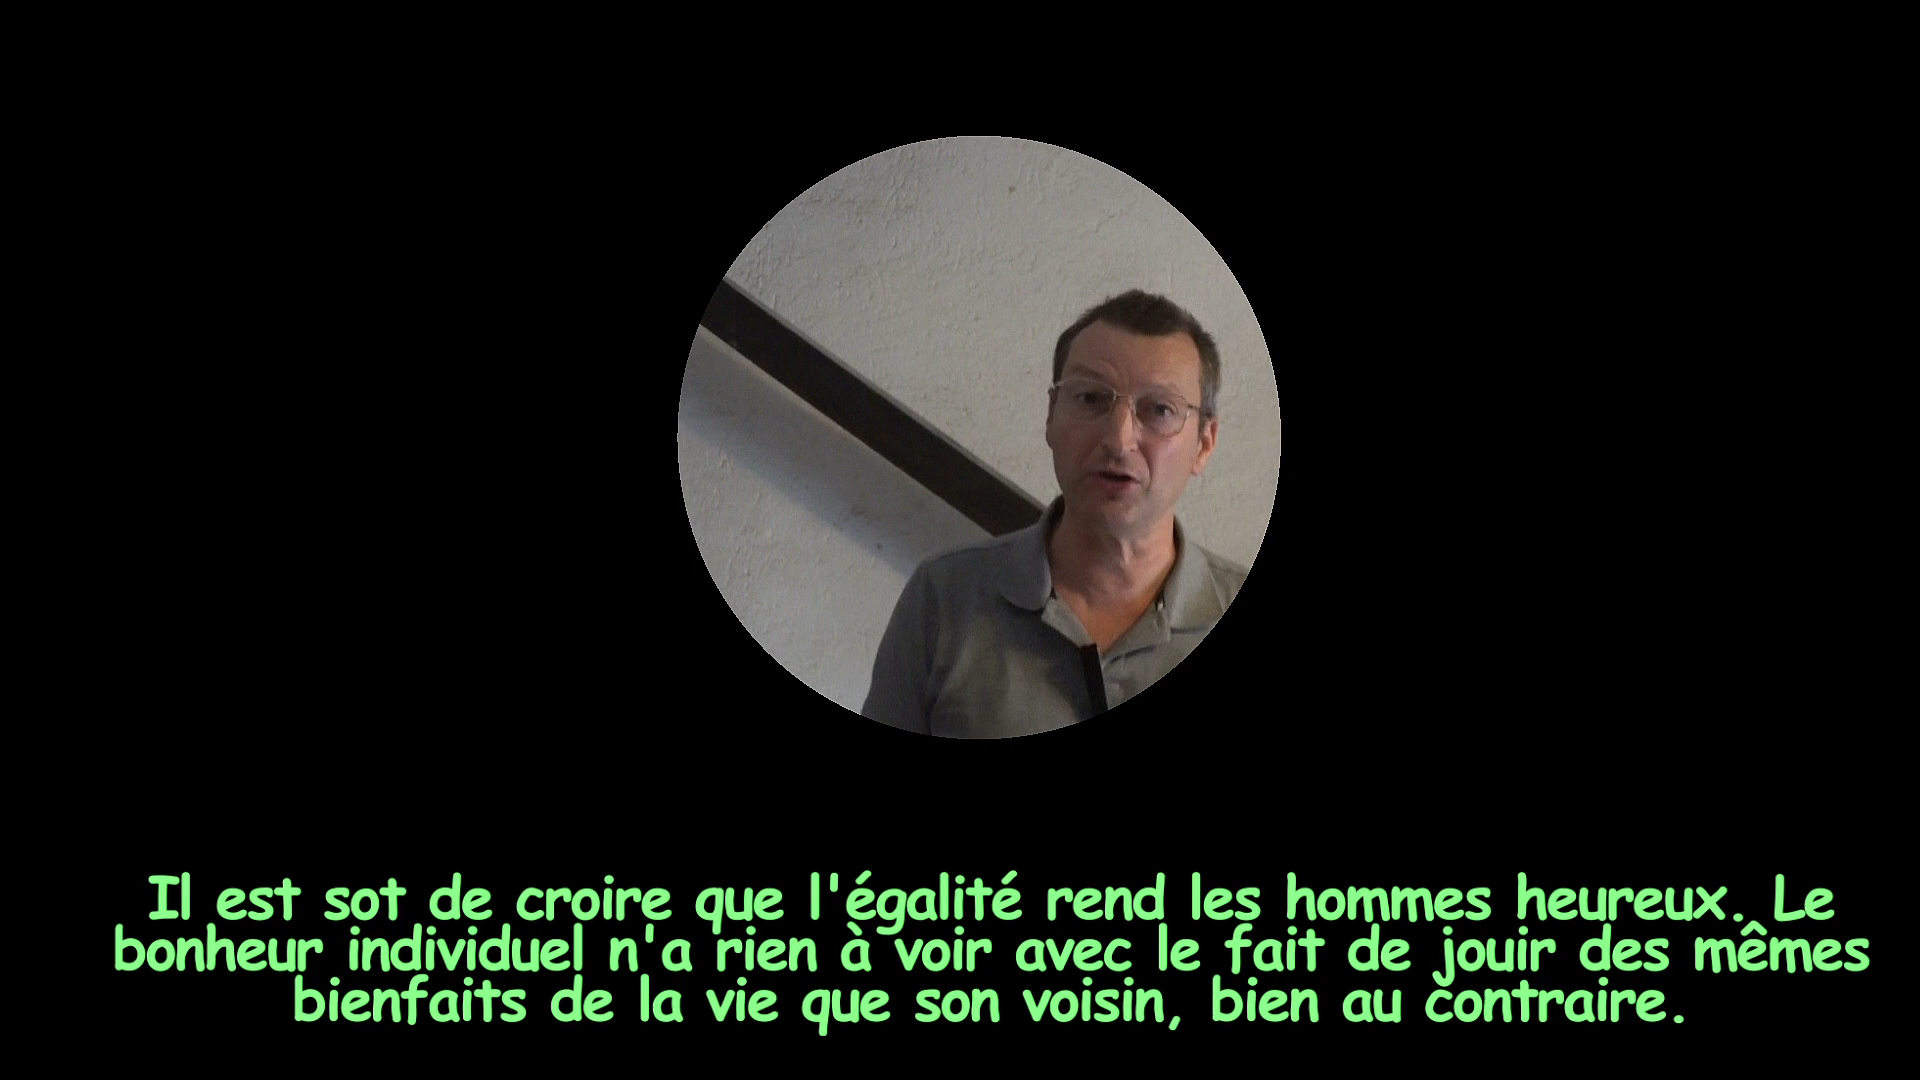 Il est sot de croire que l'égalité rend les hommes heureux. Le
bonheur individuel n'a rien à voir avec le fait de jouir des mêmes
bienfaits de la vie que son voisin, bien au contraire.